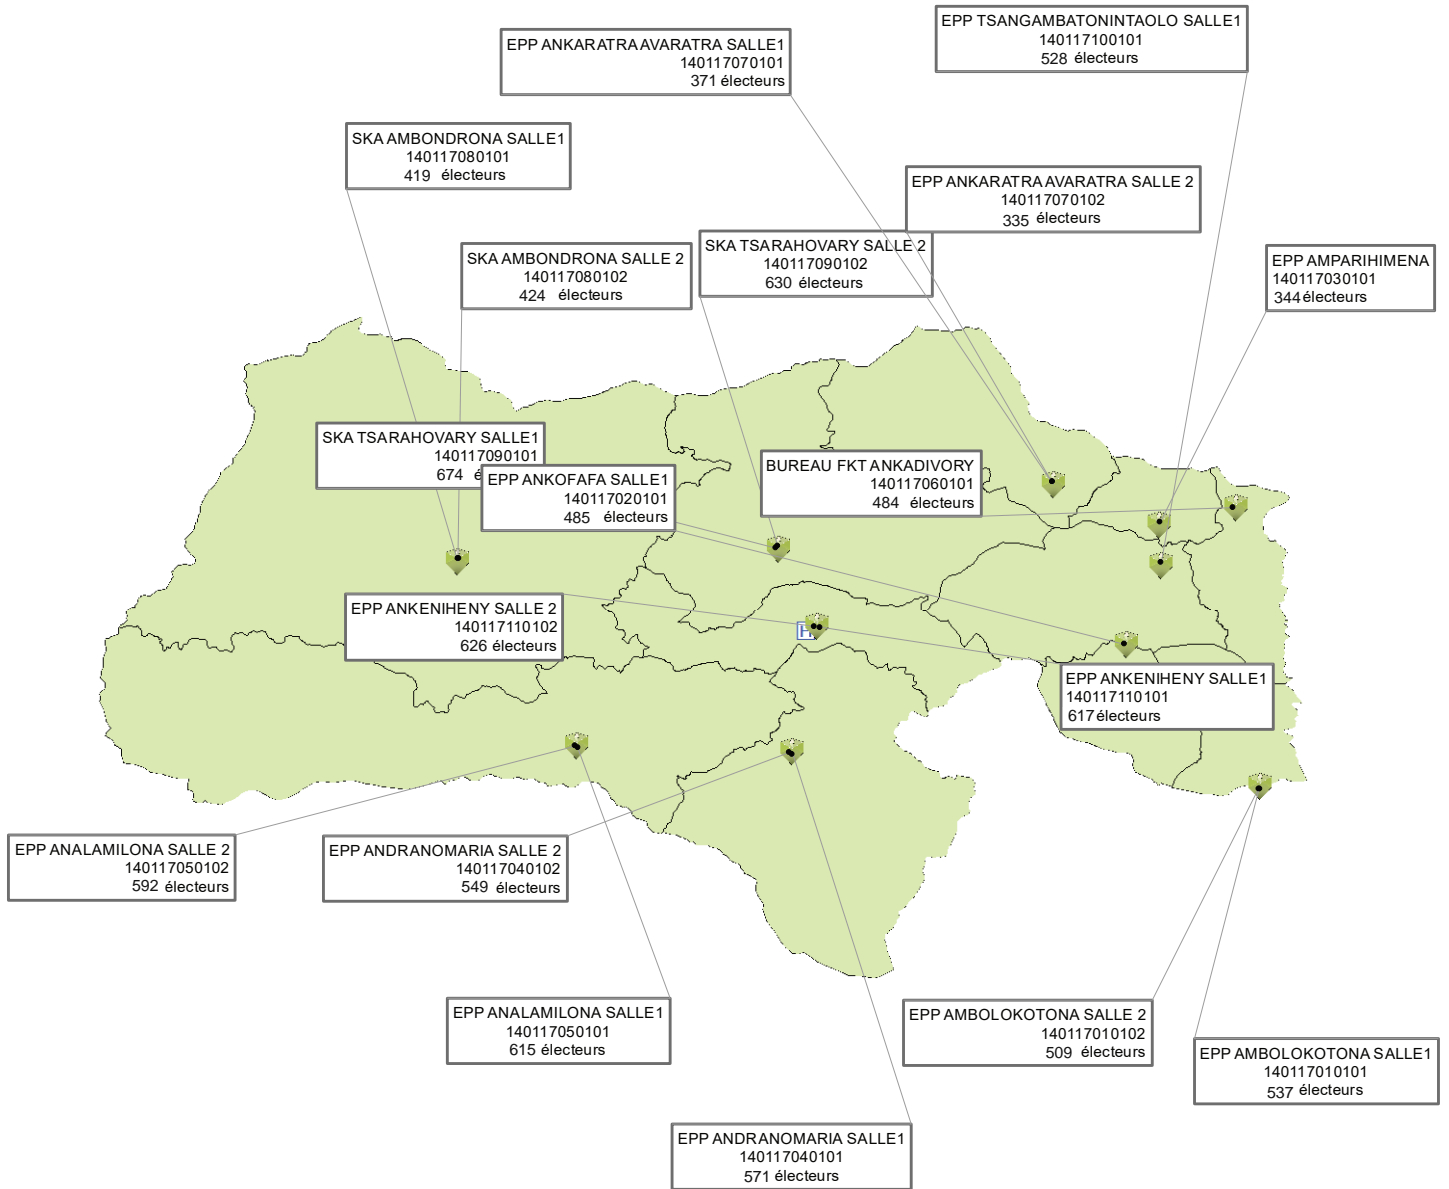 EPP TSANGAMBATONINTAOLO SALLE1
140117100101
528 électeurs
EPP ANKARATRA AVARATRA SALLE1
140117070101
371 électeurs
SKA AMBONDRONA SALLE1
140117080101
419 électeurs
EPP ANKARATRA AVARATRA SALLE 2
140117070102
335 électeurs
SKA TSARAHOVARY SALLE 2
140117090102
630 électeurs
SKA AMBONDRONA SALLE 2
140117080102
424 électeurs
EPP AMPARIHIMENA
140117030101
344 électeurs
SKA TSARAHOVARY SALLE1
140117090101
674 é
EPP ANKOFAFA SALLE1
140117020101
485 électeurs
BUREAU FKT ANKADIVORY
140117060101
484 électeurs
EPP ANKENIHENY SALLE 2
140117110102
626 électeurs
H
EPP ANKENIHENY SALLE1
140117110101
617 électeurs
EPP ANALAMILONA SALLE 2
140117050102
592 électeurs
EPP ANDRANOMARIA SALLE 2
140117040102
549 électeurs
EPP ANALAMILONA SALLE1
140117050101
615 électeurs
EPP AMBOLOKOTONA SALLE 2
140117010102
509 électeurs
EPP AMBOLOKOTONA SALLE1
140117010101
537 électeurs
EPP ANDRANOMARIA SALLE1
140117040101
571 électeurs